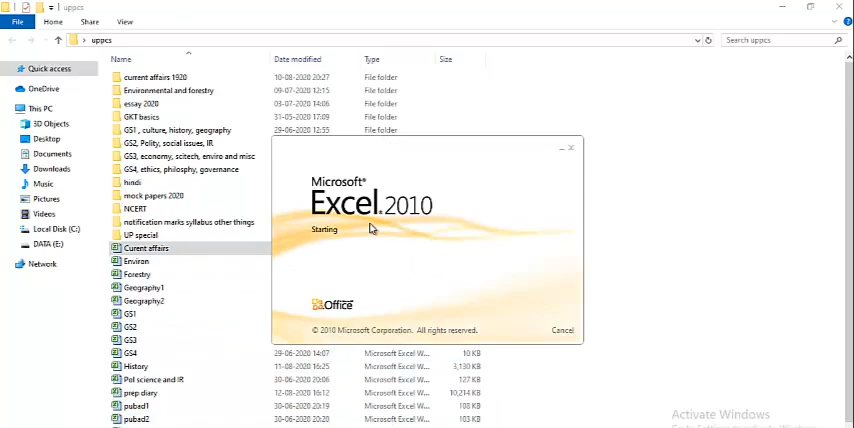 uppcs
File Home Share View
uppcs
Search uppcs
Name Date modified Type Size
Quick access
OneDrive
This PC
3D Objects
Desktop
Documents
Downloads
Music
Pictures
Videos
Local Disk (C:)
DATA (E:)
Network
current affairs 1920 10-08-2020 20:27 File folder
Environmental and forestry 09-07-2020 12:15 File folder
essay 2020 03-07-2020 14:06 File folder
GKT basics 31-05-2020 17:09 File folder
GS1 , culture, history, geography 29-06-2020 12:55 File folder
GS2, Polity, social issues, IR
GS3, economy, scitech, enviro and misc
GS4, ethics, philosphy, governance
hindi
mock papers 2020
NCERT
notification marks syllabus other things
UP special
Curent affairs
Environ
Forestry
Geography1
Geography2
GS1
GS2
GS3
GS4 29-06-2020 14:07 Microsoft Excel W... 10 KB
History 11-08-2020 16:25 Microsoft Excel W... 3,130 KB
Pol science and IR 30-06-2020 20:06 Microsoft Excel W... 127 KB
prep diary 12-08-2020 16:12 Microsoft Excel W... 10,214 KB
pubad1 30-06-2020 20:19 Microsoft Excel W... 108 KB
pubad2 30-06-2020 20:20 Microsoft Excel W... 103 KB
Microsoft®
Excel®2010
Starting
Office
© 2010 Microsoft Corporation. All rights reserved. Cancel
Activate Windows